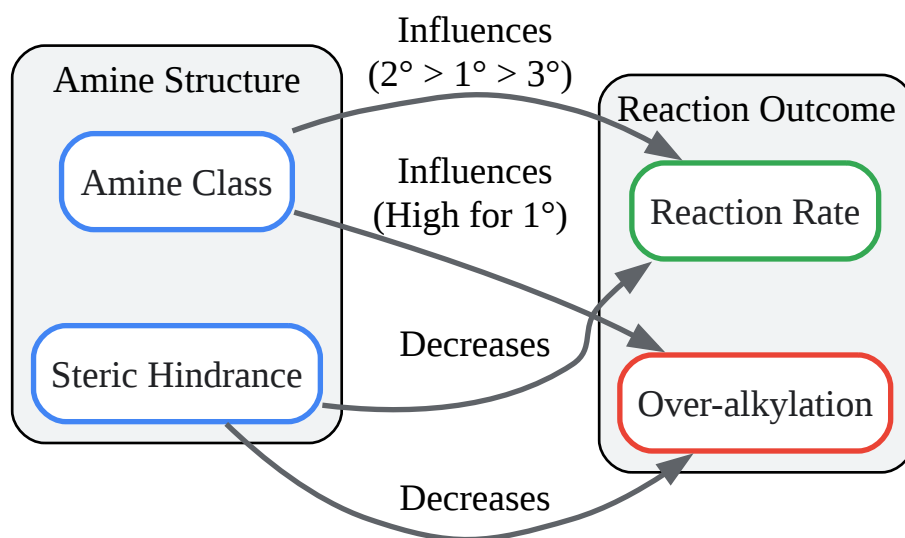 Influences
(2° > 1° > 3°)
Amine Structure
Reaction Outcome
Amine Class
Influences
(High for 1°)
Reaction Rate
Decreases
Steric Hindrance
Over-alkylation
Decreases